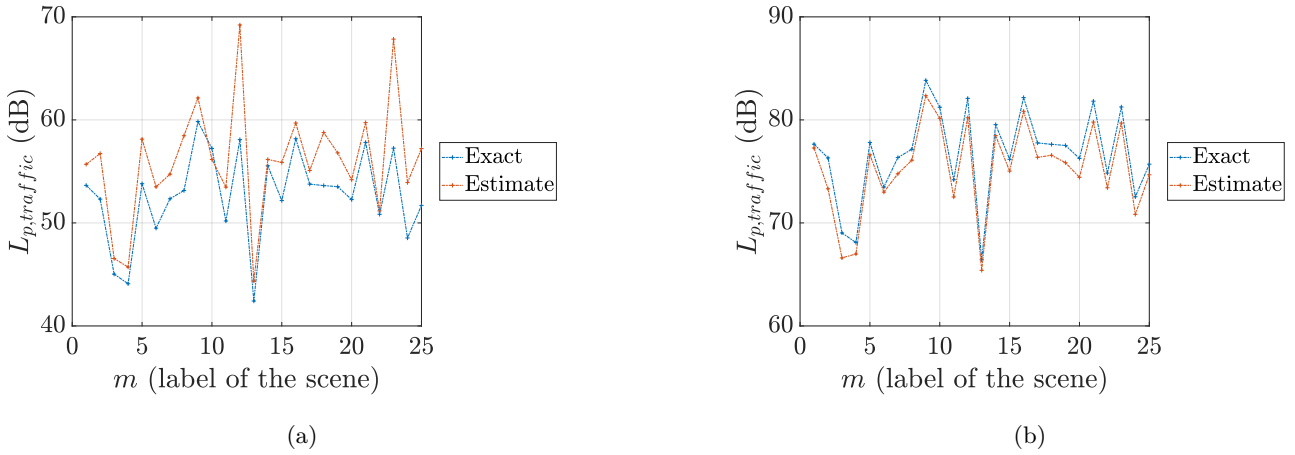 70
60
50
40
0 5 10 15 20 25
L_{p,traffic} (dB)
m (label of the scene)
Exact
Estimate
(a)
90
80
70
60
0 5 10 15 20 25
L_{p,traffic} (dB)
m (label of the scene)
Exact
Estimate
(b)